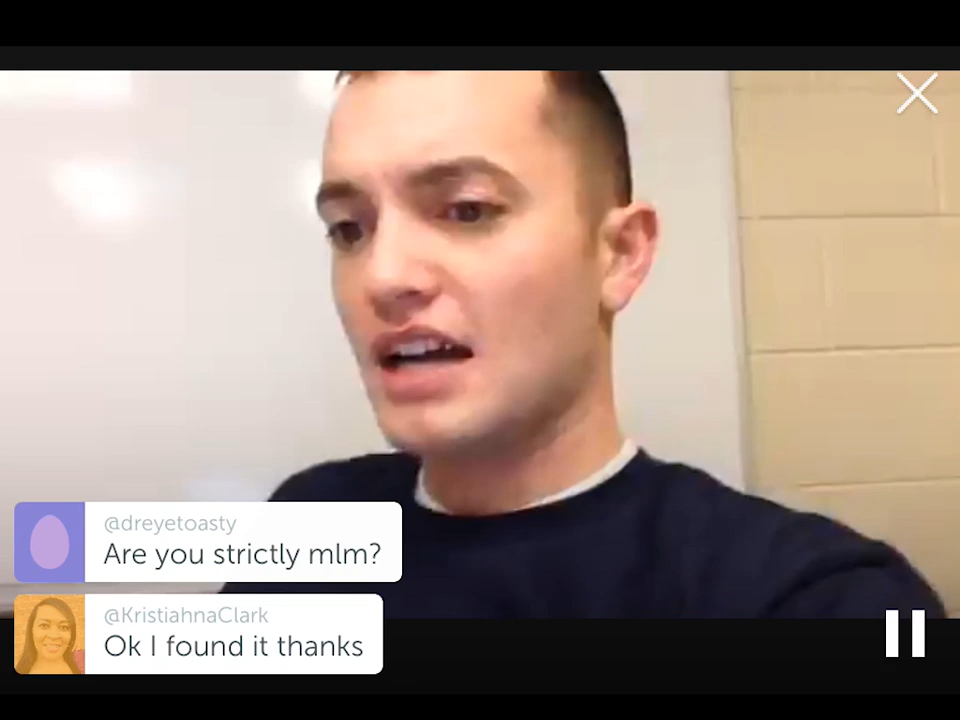 @dreyetoasty
Are you strictly mlm?
@KristiahnaClark
Ok I found it thanks